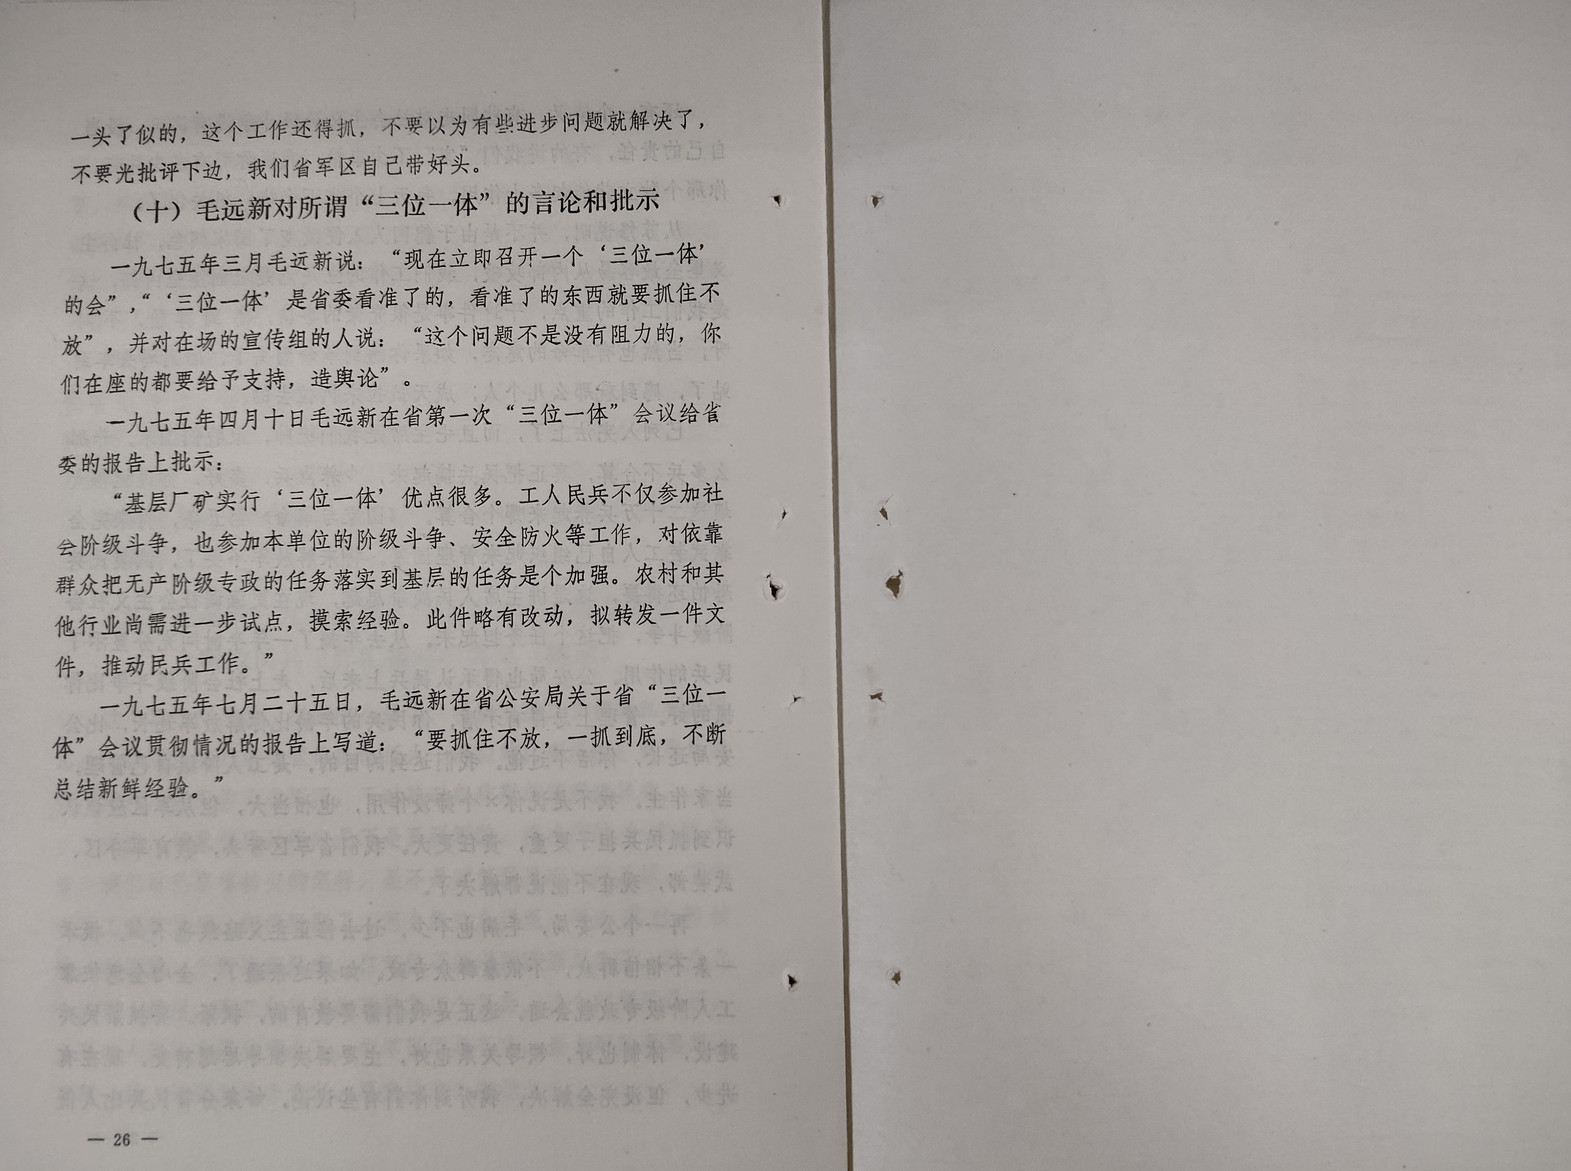 一头了似的，这个工作还得抓，不要以为有些进步问题就解决了，
不要光批评下边，我们省军区自己带好头。
（十）毛远新对所谓“三位一体”的言论和批示
一九七五年三月毛远新说：“现在立即召开一个‘三位一体’
的会”，“‘三位一体’是省委看准了的，看准了的东西就要抓住不
放”，并对在场的宣传组的人说：“这个问题不是没有阻力的，你
们在座的都要给予支持，造舆论”。
一九七五年四月十日毛远新在省第一次“三位一体”会议给省
委的报告上批示：
“基层厂矿实行‘三位一体’优点很多。工人民兵不仅参加社
会阶级斗争，也参加本单位的阶级斗争、安全防火等工作，对依靠
群众把无产阶级专政的任务落实到基层的任务是个加强。农村和其
他行业尚需进一步试点，摸索经验。此件略有改动，拟转发一件文
件，推动民兵工作。”
一九七五年七月二十五日，毛远新在省公安局关于省“三位一
体”会议贯彻情况的报告上写道：“要抓住不放，一抓到底，不断
总结新鲜经验。”
— 26 —